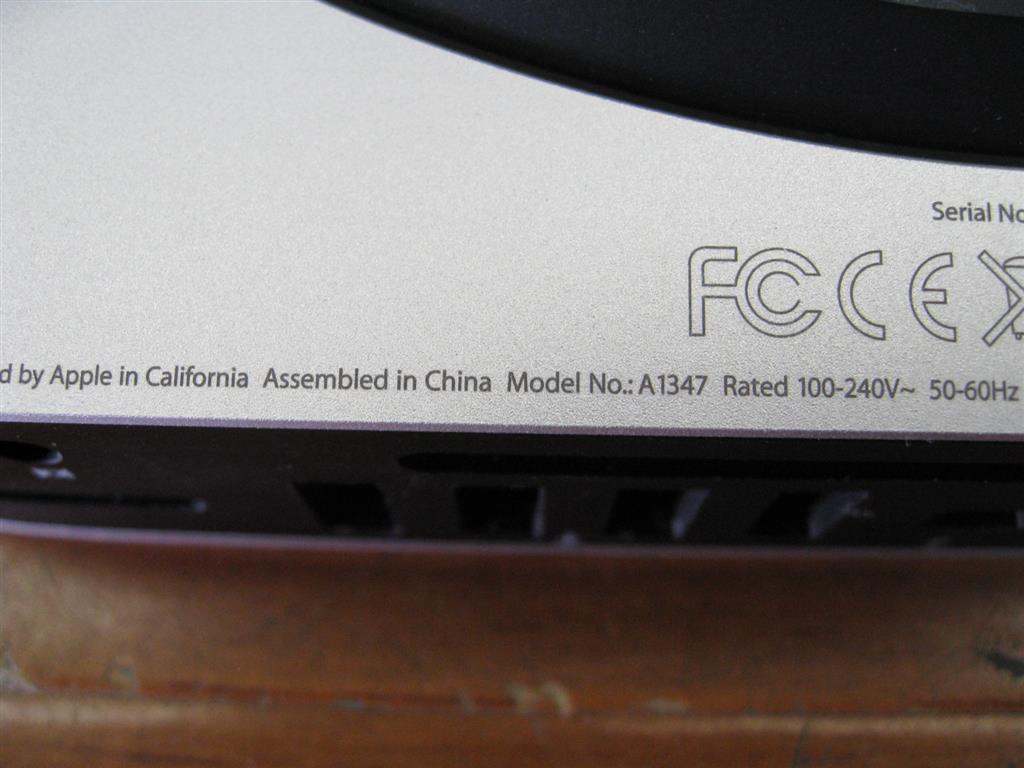 Serial No
FC CE
d by Apple in California Assembled in China Model No.: A1347 Rated 100-240V~ 50-60Hz